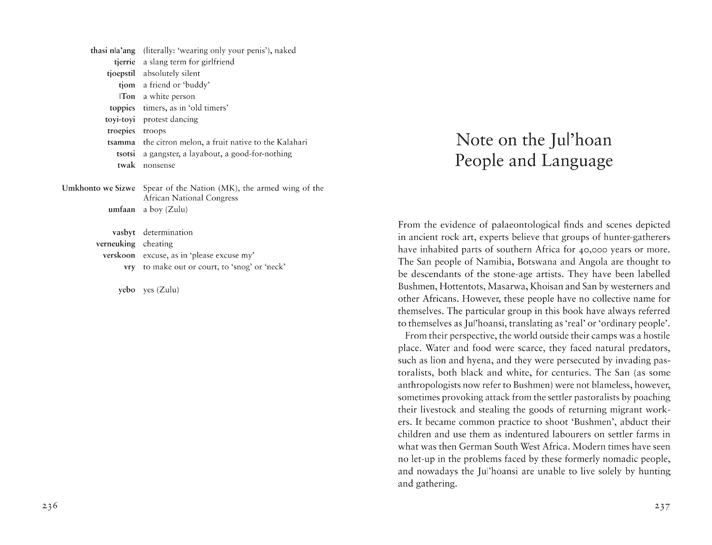 thasi n|a'ang (literally: 'wearing only your penis'), naked
tjerrie a slang term for girlfriend
tjoepstil absolutely silent
tjom a friend or 'buddy'
|Ton a white person
toppies timers, as in 'old timers'
toyi-toyi protest dancing
troepies troops
tsamma the citron melon, a fruit native to the Kalahari
tsotsi a gangster, a layabout, a good-for-nothing
twak nonsense
Umkhonto we Sizwe Spear of the Nation (MK), the armed wing of the
African National Congress
umfaan a boy (Zulu)
vasbyt determination
verneuking cheating
verskoon excuse, as in 'please excuse my'
vry to make out or court, to 'snog' or 'neck'
yebo yes (Zulu)
236
Note on the Ju|'hoan
People and Language
From the evidence of palaeontological finds and scenes depicted
in ancient rock art, experts believe that groups of hunter-gatherers
have inhabited parts of southern Africa for 40,000 years or more.
The San people of Namibia, Botswana and Angola are thought to
be descendants of the stone-age artists. They have been labelled
Bushmen, Hottentots, Masarwa, Khoisan and San by westerners and
other Africans. However, these people have no collective name for
themselves. The particular group in this book have always referred
to themselves as Ju|'hoansi, translating as 'real' or 'ordinary people'.
From their perspective, the world outside their camps was a hostile
place. Water and food were scarce, they faced natural predators,
such as lion and hyena, and they were persecuted by invading pas-
toralists, both black and white, for centuries. The San (as some
anthropologists now refer to Bushmen) were not blameless, however,
sometimes provoking attack from the settler pastoralists by poaching
their livestock and stealing the goods of returning migrant work-
ers. It became common practice to shoot 'Bushmen', abduct their
children and use them as indentured labourers on settler farms in
what was then German South West Africa. Modern times have seen
no let-up in the problems faced by these formerly nomadic people,
and nowadays the Ju|'hoansi are unable to live solely by hunting
and gathering.
237